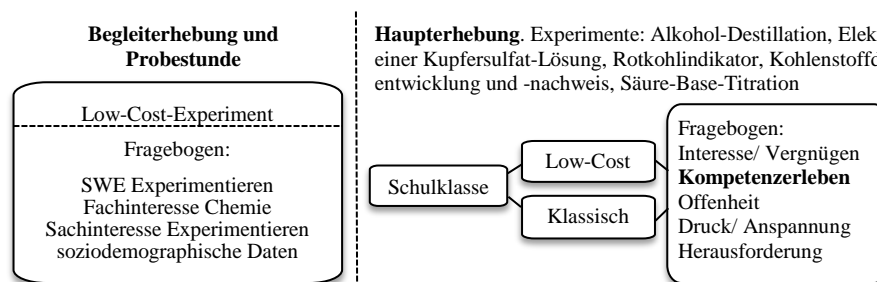 Begleiterhebung und
Probestunde
Low-Cost-Experiment
Fragebogen:
SWE Experimentieren
Fachinteresse Chemie
Sachinteresse Experimentieren
soziodemographische Daten
Haupterhebung. Experimente: Alkohol-Destillation, Elek
einer Kupfersulfat-Lösung, Rotkohlindikator, Kohlenstoffd
entwicklung und -nachweis, Säure-Base-Titration
Schulklasse
Low-Cost
Klassisch
Fragebogen:
Interesse/ Vergnügen
Kompetenzerleben
Offenheit
Druck/ Anspannung
Herausforderung